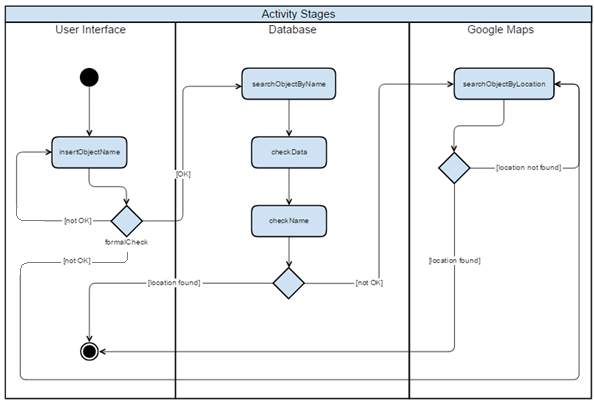 Activity Stages
User Interface
Database
Google Maps
searchObjectByName
searchObjectByLocation
insertObjectName
checkData
[OK]
[location not found]
checkName
[not OK]
formalCheck
[not OK]
[location found]
[location found]
[not OK]